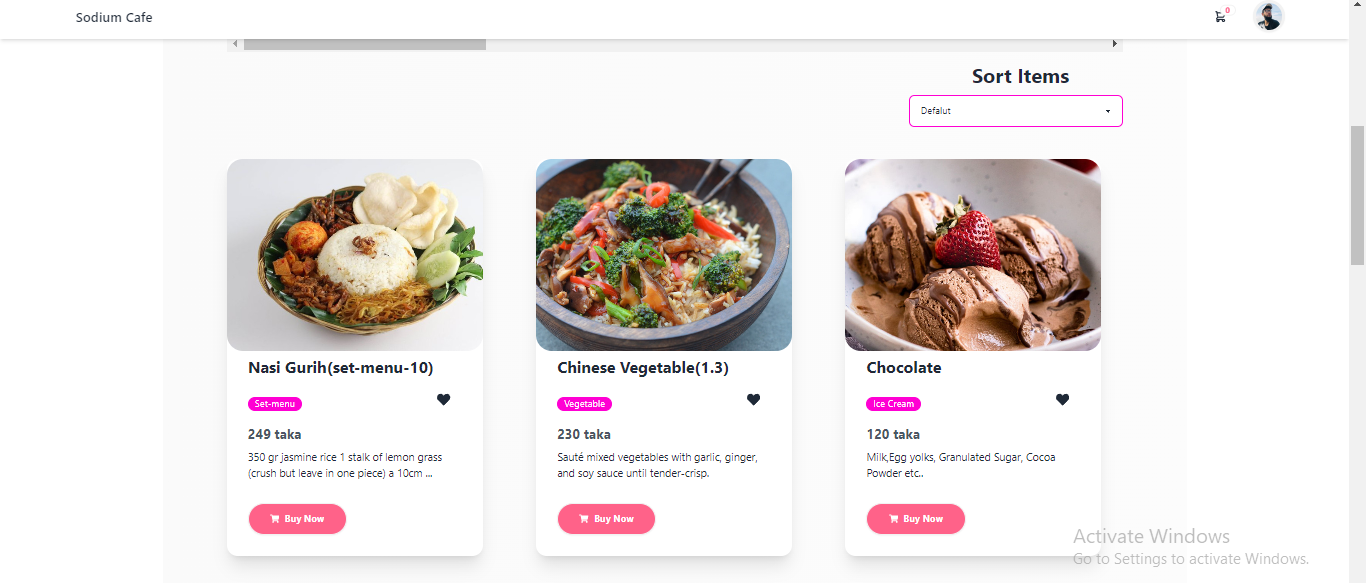 Sodium Cafe
0
Sort Items
Defalut
Nasi Gurih(set-menu-10)
Set-menu
249 taka
350 gr jasmine rice 1 stalk of lemon grass
(crush but leave in one piece) a 10cm ...
Buy Now
Chinese Vegetable(1.3)
Vegetable
230 taka
Sauté mixed vegetables with garlic, ginger,
and soy sauce until tender-crisp.
Buy Now
Chocolate
Ice Cream
120 taka
Milk,Egg yolks, Granulated Sugar, Cocoa
Powder etc..
Buy Now
Activate Windows
Go to Settings to activate Windows.